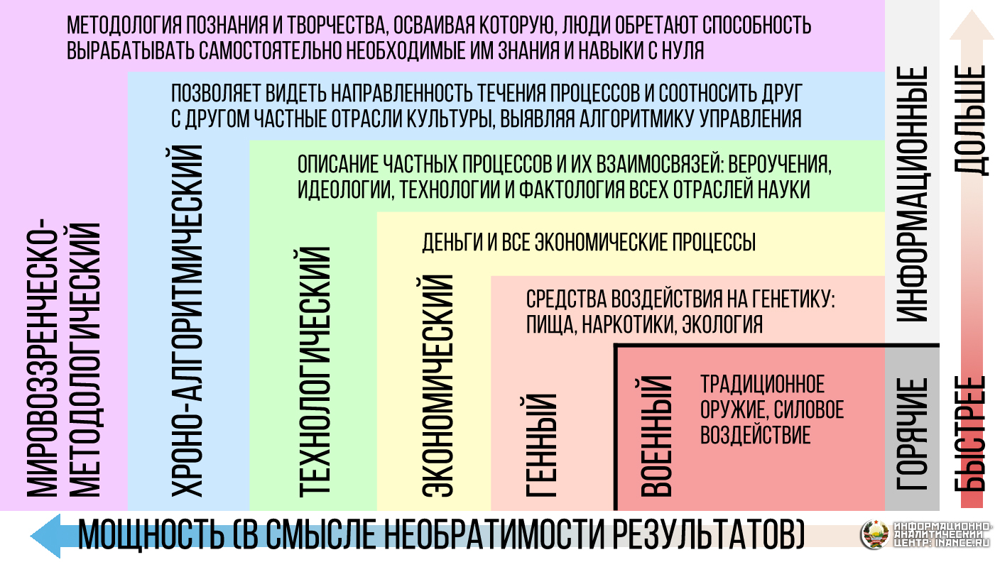 МЕТОДОЛОГИЯ ПОЗНАНИЯ И ТВОРЧЕСТВА, ОСВАИВАЯ КОТОРУЮ, ЛЮДИ ОБРЕТАЮТ СПОСОБНОСТЬ
ВЫРАБАТЫВАТЬ САМОСТОЯТЕЛЬНО НЕОБХОДИМЫЕ ИМ ЗНАНИЯ И НАВЫКИ С НУЛЯ
МИРОВОЗЗРЕНЧЕСКО-
МЕТОДОЛОГИЧЕСКИЙ
ПОЗВОЛЯЕТ ВИДЕТЬ НАПРАВЛЕННОСТЬ ТЕЧЕНИЯ ПРОЦЕССОВ И СООТНОСИТЬ ДРУГ
С ДРУГОМ ЧАСТНЫЕ ОТРАСЛИ КУЛЬТУРЫ, ВЫЯВЛЯЯ АЛГОРИТМИКУ УПРАВЛЕНИЯ
ХРОНО-АЛГОРИТМИЧЕСКИЙ
ОПИСАНИЕ ЧАСТНЫХ ПРОЦЕССОВ И ИХ ВЗАИМОСВЯЗЕЙ: ВЕРОУЧЕНИЯ,
ИДЕОЛОГИИ, ТЕХНОЛОГИИ И ФАКТОЛОГИЯ ВСЕХ ОТРАСЛЕЙ НАУКИ
ТЕХНОЛОГИЧЕСКИЙ
ДЕНЬГИ И ВСЕ ЭКОНОМИЧЕСКИЕ ПРОЦЕССЫ
ЭКОНОМИЧЕСКИЙ
СРЕДСТВА ВОЗДЕЙСТВИЯ НА ГЕНЕТИКУ:
ПИЩА, НАРКОТИКИ, ЭКОЛОГИЯ
ГЕННЫЙ
ВОЕННЫЙ
ТРАДИЦИОННОЕ
ОРУЖИЕ, СИЛОВОЕ
ВОЗДЕЙСТВИЕ
ИНФОРМАЦИОННЫЕ
ГОРЯЧИЕ
ДОЛЬШЕ
БЫСТРЕЕ
МОЩНОСТЬ (В СМЫСЛЕ НЕОБРАТИМОСТИ РЕЗУЛЬТАТОВ)
ИНФОРМАЦИОННО-
АНАЛИТИЧЕСКИЙ
ЦЕНТР: INANCE.RU